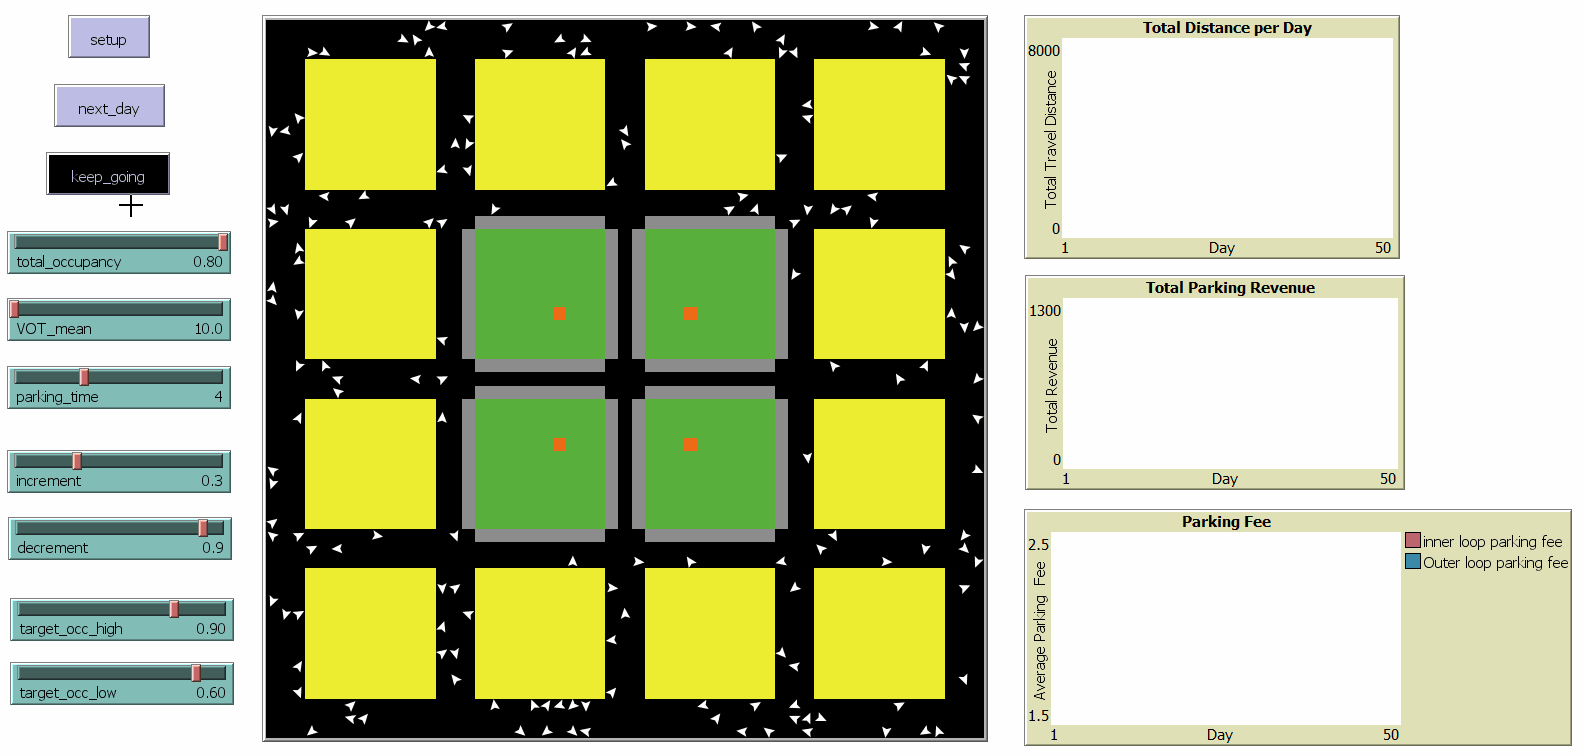 setup
next_day
keep_going
total_occupancy 0.80
VOT_mean 10.0
parking_time 4
increment 0.3
decrement 0.9
target_occ_high 0.90
target_occ_low 0.60
Total Distance per Day
8000
Total Travel Distance
0
1 Day 50
Total Parking Revenue
1300
Total Revenue
0
1 Day 50
Parking Fee
2.5
Average Parking Fee
1.5
1 Day 50
inner loop parking fee
Outer loop parking fee